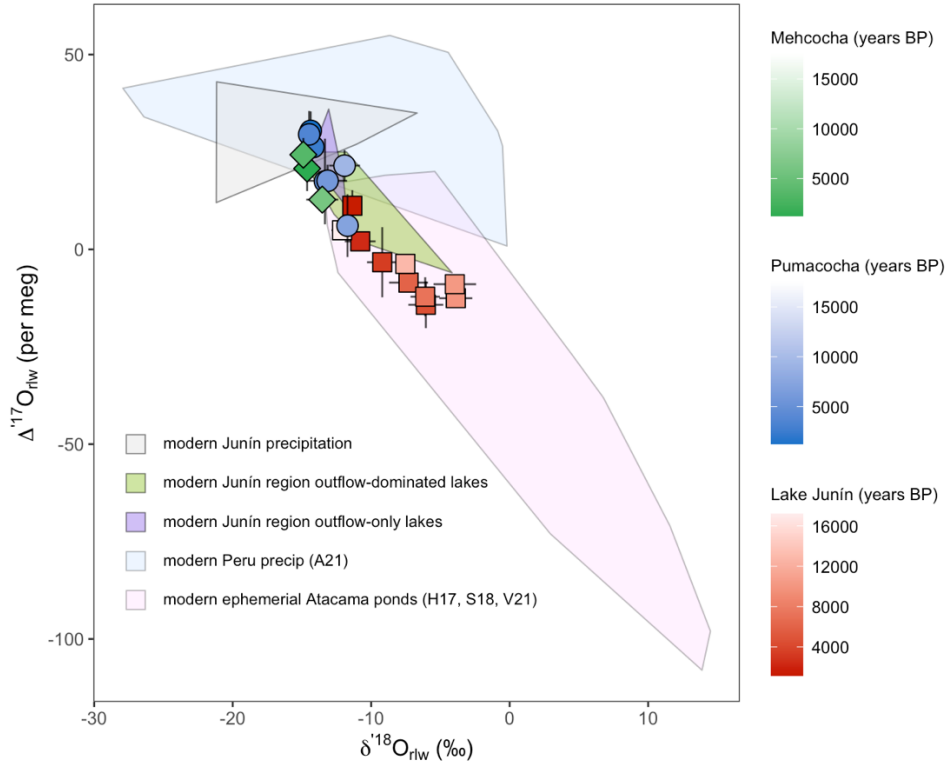 50
0
-50
-100
-30
-20
-10
0
10
Δ'17Orlw (per meg)
δ'18Orlw (‰)
modern Junín precipitation
modern Junín region outflow-dominated lakes
modern Junín region outflow-only lakes
modern Peru precip (A21)
modern ephemerial Atacama ponds (H17, S18, V21)
Mehcocha (years BP)
15000
10000
5000
Pumacocha (years BP)
15000
10000
5000
Lake Junín (years BP)
16000
12000
8000
4000